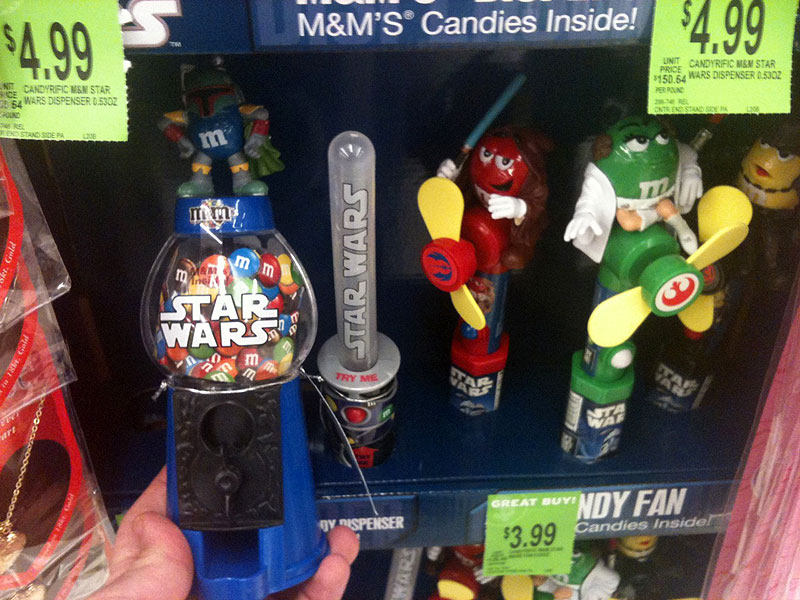 $4.99
CANDYRIFIC M&M STAR
WARS DISPENSER 0.53OZ
M&M'S® Candies Inside!
$4.99
UNIT
PRICE
$150.64
PER POUND
CANDYRIFIC M&M STAR
WARS DISPENSER 0.53OZ
m
m&m's
STAR
WARS
STAR WARS
TRY ME
STAR
WARS
STAR
WAR
DY DISPENSER
GREAT BUY!
$3.99
NDY FAN
Candies Inside!
WARS